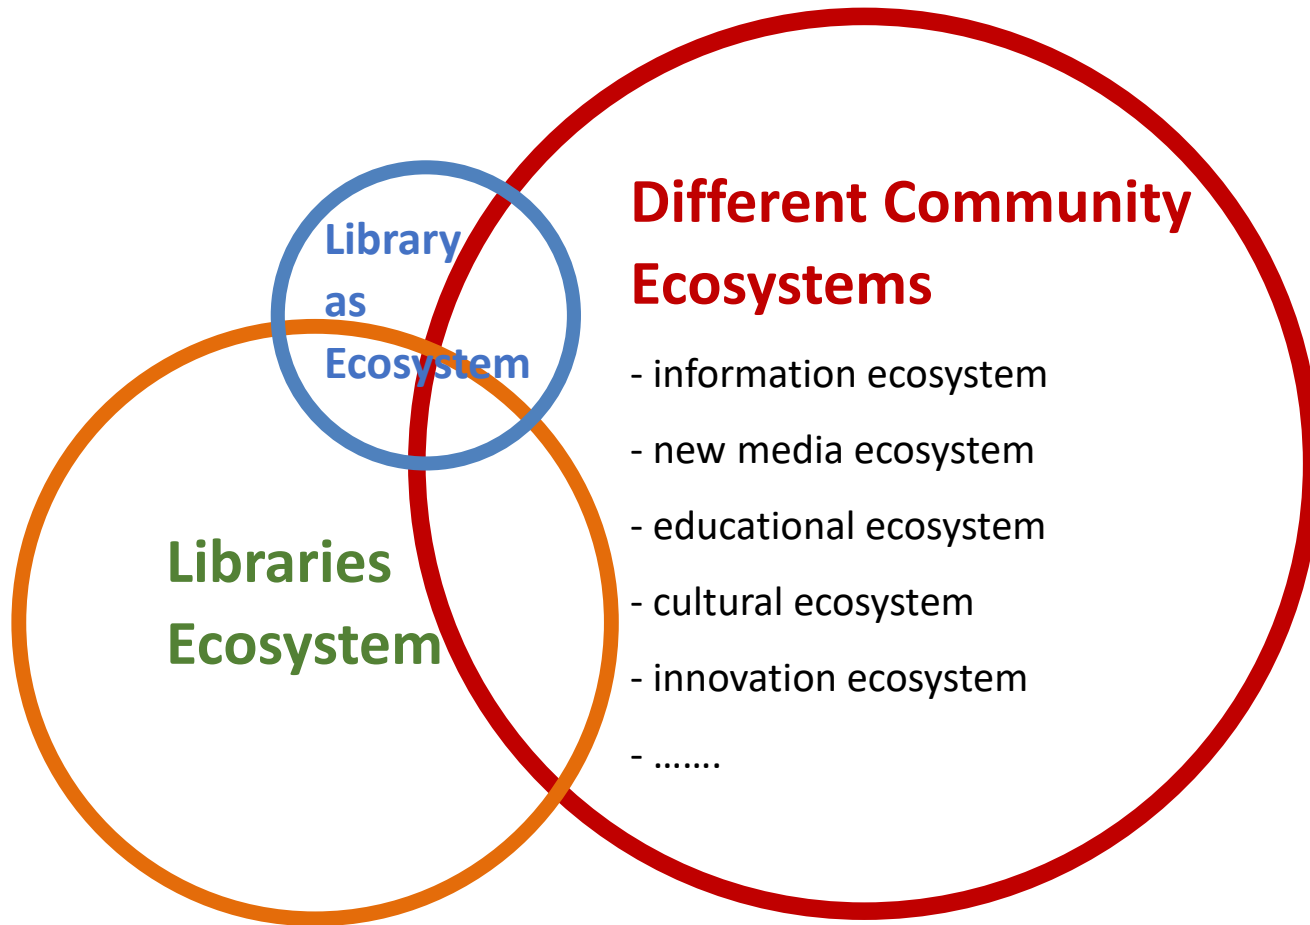 Library
as
Ecosystem
Libraries
Ecosystem
Different Community
Ecosystems
- information ecosystem
- new media ecosystem
- educational ecosystem
- cultural ecosystem
- innovation ecosystem
- …….